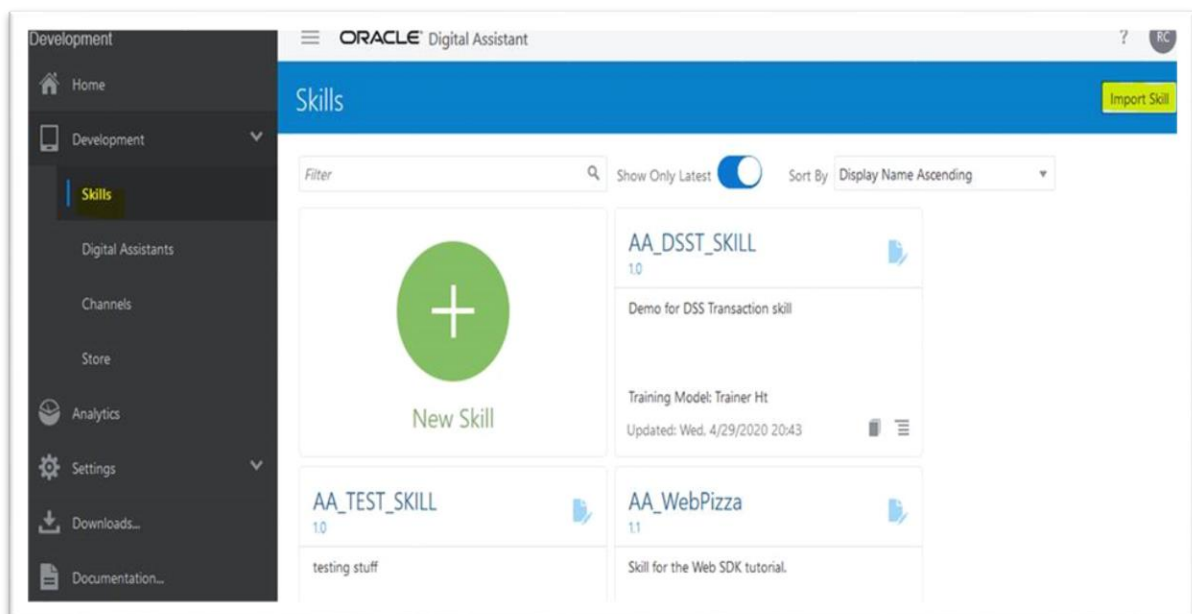 Development
ORACLE Digital Assistant
?
RC
Home
Skills
Import Skill
Development
Filter
Show Only Latest
Sort By
Display Name Ascending
Skills
Digital Assistants
Channels
Store
Analytics
Settings
Downloads...
Documentation...
New Skill
AA_DSST_SKILL
1.0
Demo for DSS Transaction skill
Training Model: Trainer Ht
Updated: Wed, 4/29/2020 20:43
AA_TEST_SKILL
1.0
testing stuff
AA_WebPizza
1.1
Skill for the Web SDK tutorial.